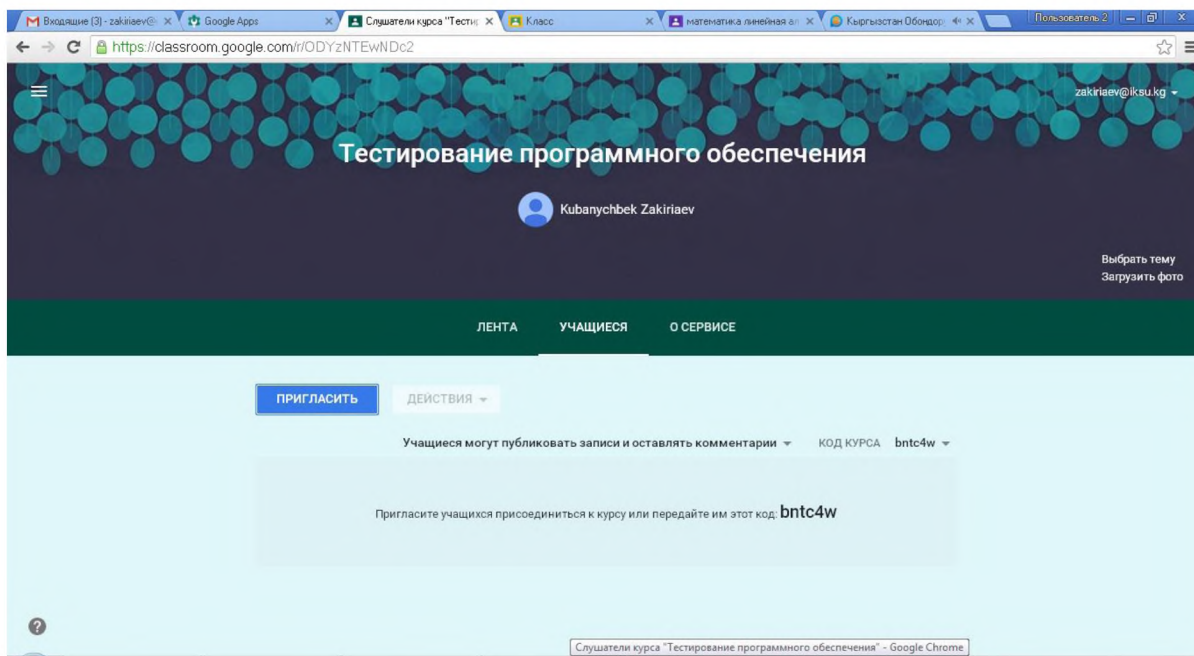 Входящие (3) - zakiriaev@
Google Apps
Слушатели курса "Тестир
Класс
математика линейная ал
Кыргызстан Обондор
Пользователь 2
https://classroom.google.com/r/ODYzNTEwNDc2
zakiriaev@iksu.kg
Тестирование программного обеспечения
Kubanychbek Zakiriaev
Выбрать тему
Загрузить фото
ЛЕНТА УЧАЩИЕСЯ О СЕРВИСЕ
ПРИГЛАСИТЬ ДЕЙСТВИЯ
Учащиеся могут публиковать записи и оставлять комментарии КОД КУРСА bntc4w
Пригласите учащихся присоединиться к курсу или передайте им этот код: bntc4w
Слушатели курса "Тестирование программного обеспечения" - Google Chrome